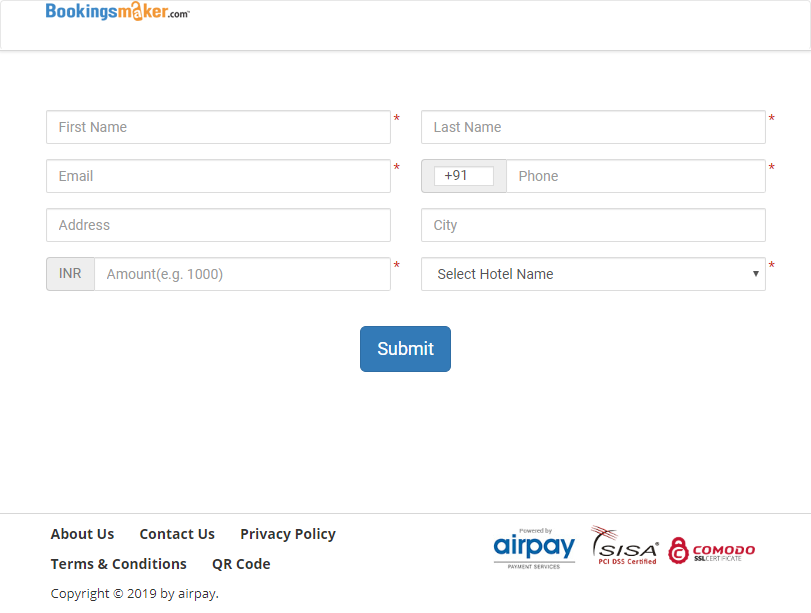 Bookingsmaker.com™
First Name * Last Name *
Email * +91 Phone *
Address City
INR Amount(e.g. 1000) * Select Hotel Name *
Submit
About Us Contact Us Privacy Policy
Terms & Conditions QR Code
Copyright © 2019 by airpay.
Powered by
airpay
PAYMENT SERVICES
SISA®
PCI DSS Certified
COMODO
SSL CERTIFICATE